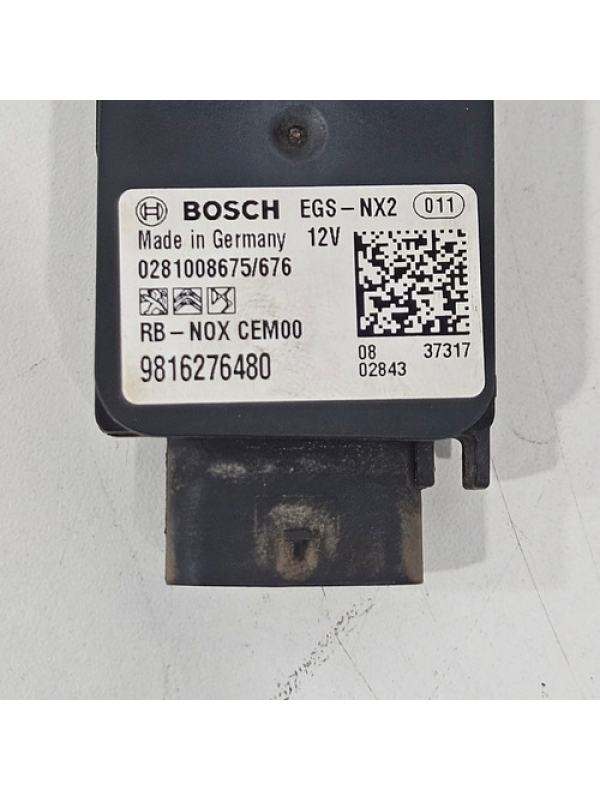 BOSCH EGS-NX2 011
Made in Germany 12V
0281008675/676
RB-NOX CEM00
9816276480
08 37317
02843